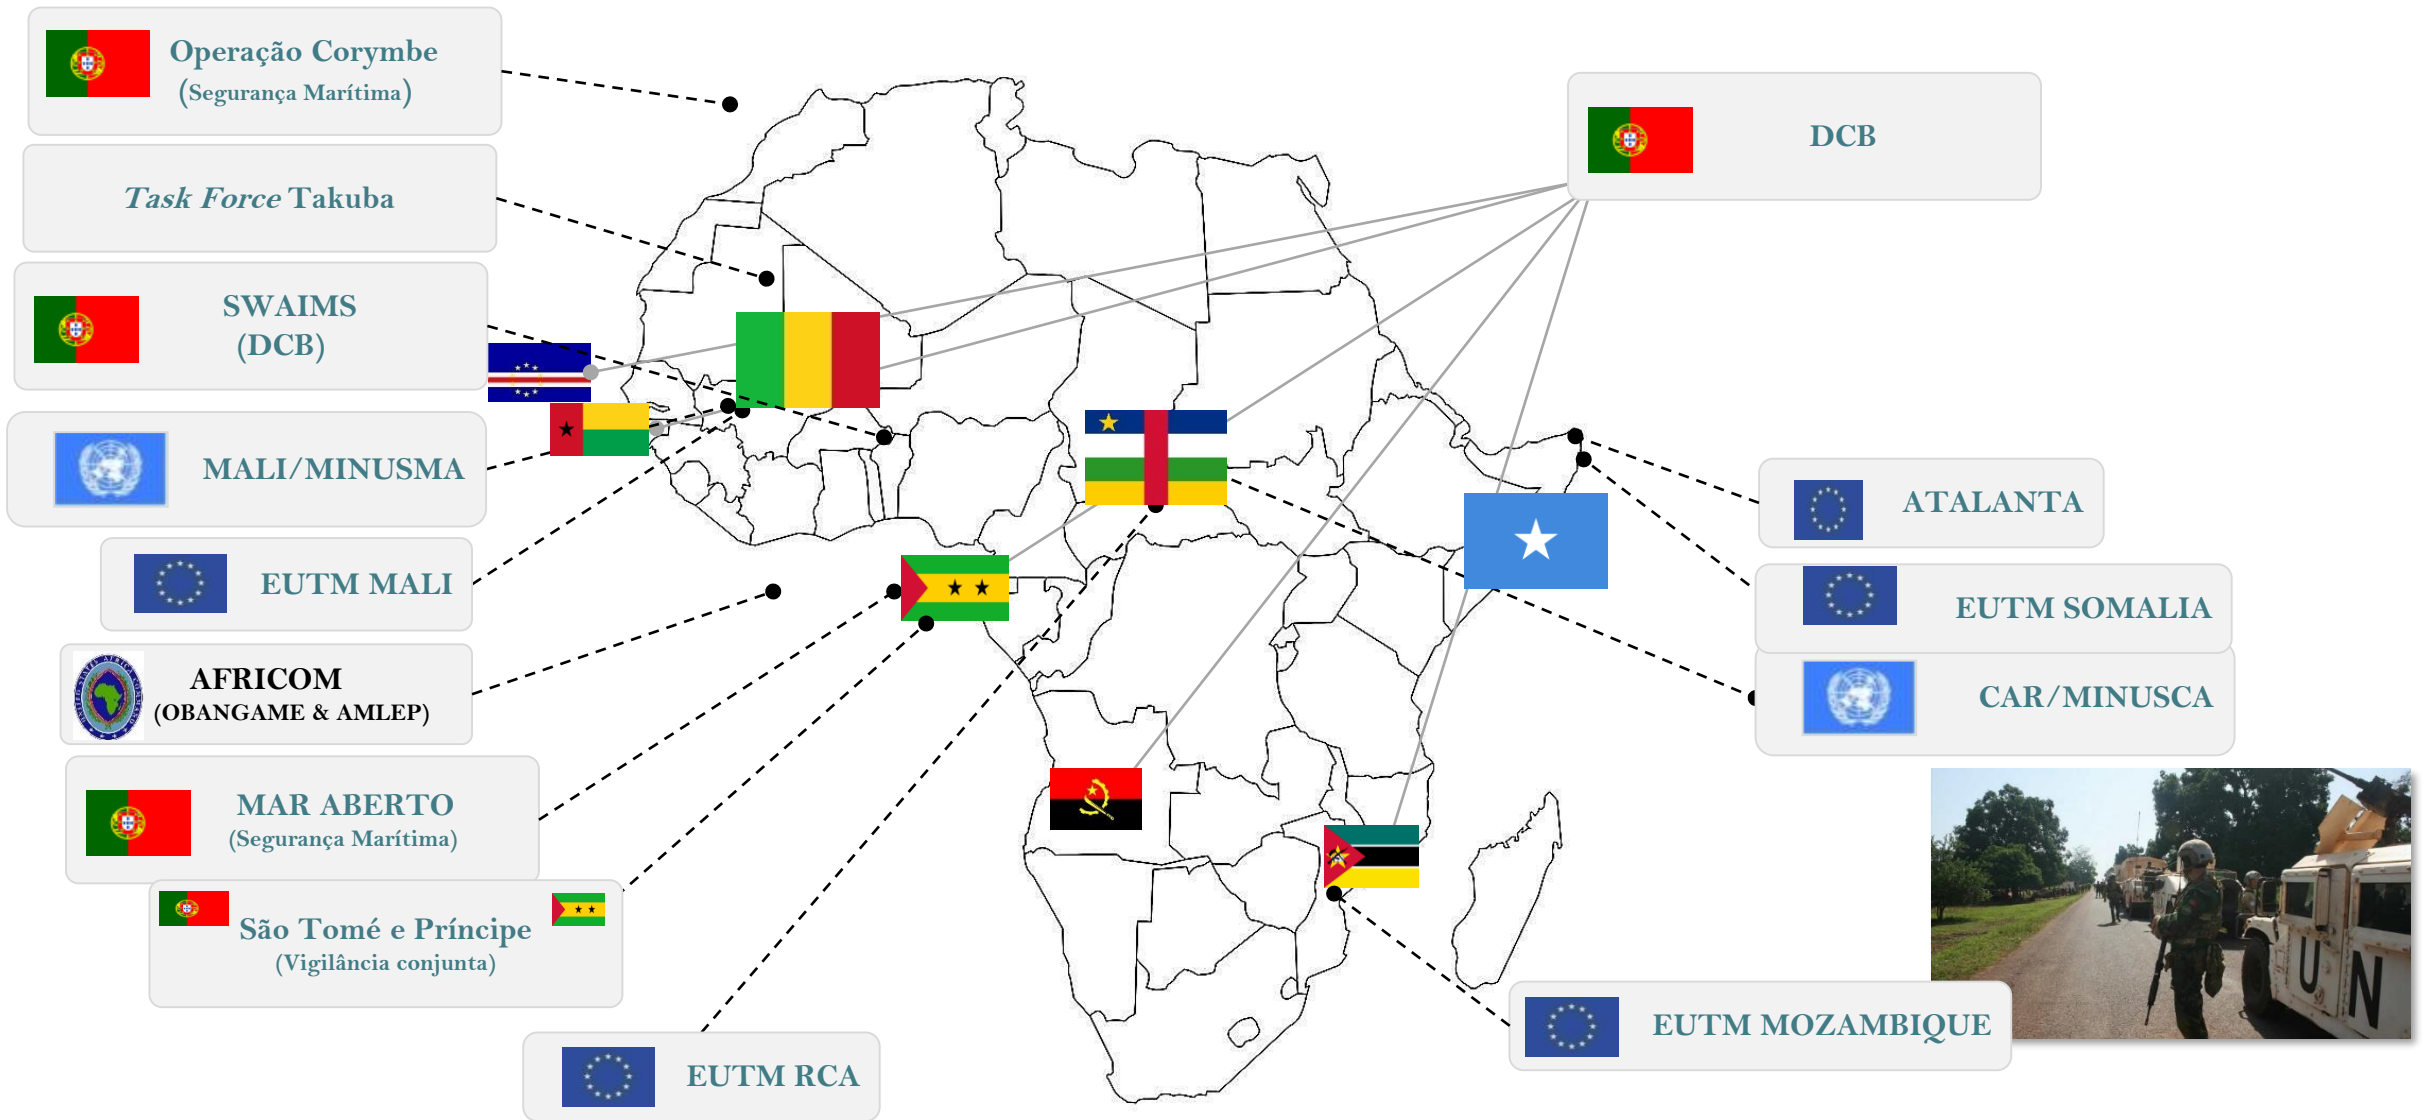 Operação Corymbe
(Segurança Marítima)
DCB
Task Force Takuba
SWAIMS
(DCB)
MALI/MINUSMA
EUTM MALI
AFRICOM
(OBANGAME & AMLEP)
MAR ABERTO
(Segurança Marítima)
São Tomé e Príncipe
(Vigilância conjunta)
EUTM RCA
ATALANTA
EUTM SOMALIA
CAR/MINUSCA
UN
EUTM MOZAMBIQUE